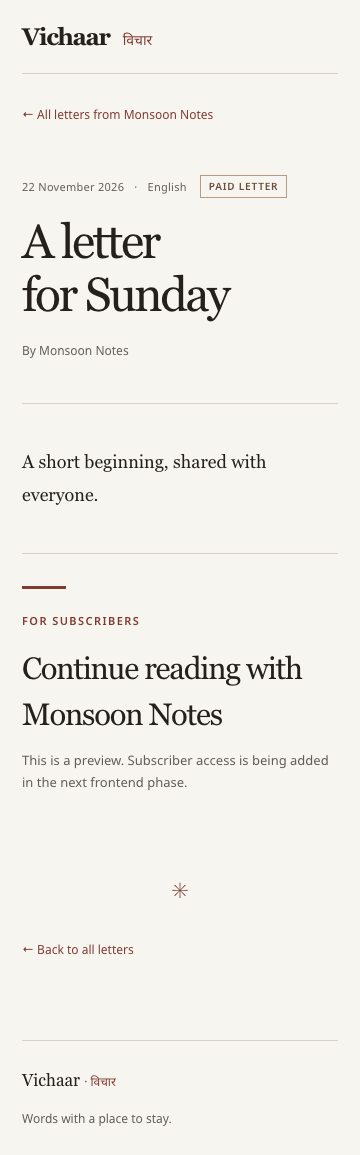 Vichaar विचार
← All letters from Monsoon Notes
22 November 2026 · English PAID LETTER
A letter
for Sunday
By Monsoon Notes
A short beginning, shared with
everyone.
FOR SUBSCRIBERS
Continue reading with
Monsoon Notes
This is a preview. Subscriber access is being added
in the next frontend phase.
← Back to all letters
Vichaar · विचार
Words with a place to stay.